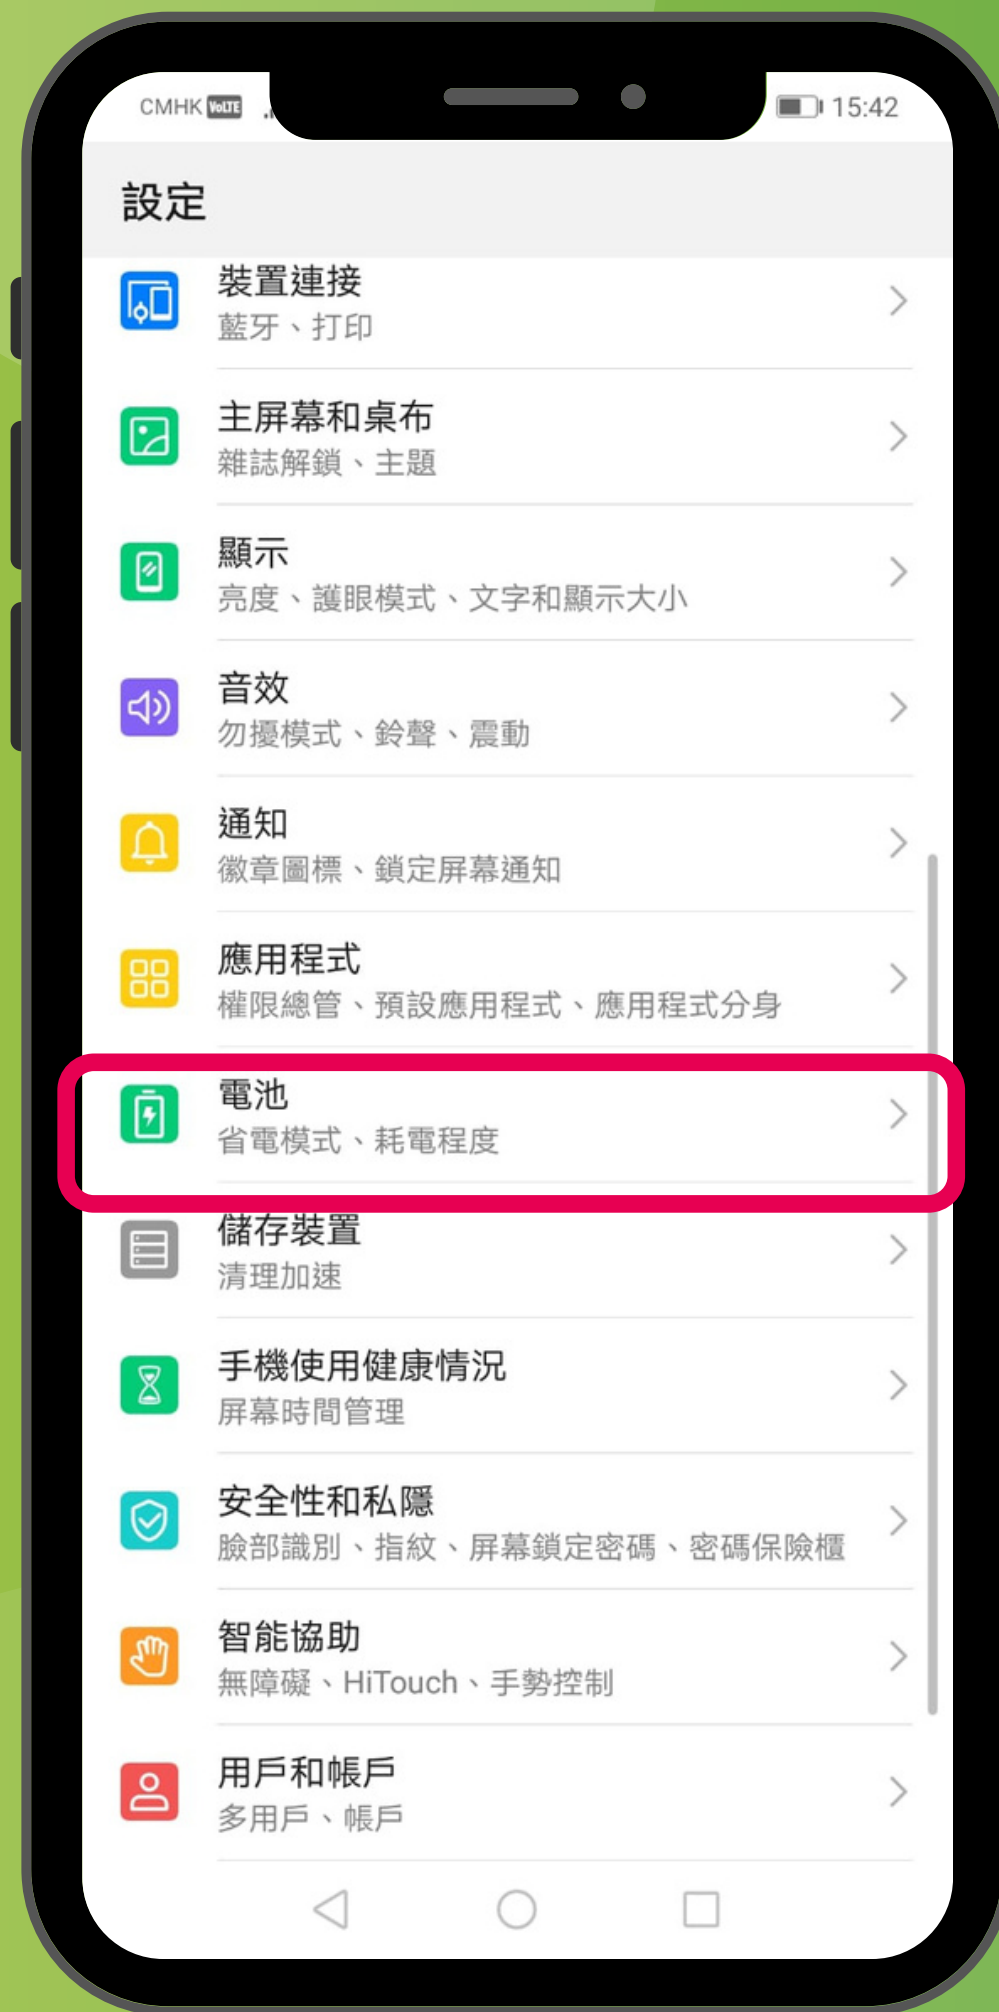 CMHK VoLTE 15:42
設定
裝置連接
藍牙、打印
主屏幕和桌布
雜誌解鎖、主題
顯示
亮度、護眼模式、文字和顯示大小
音效
勿擾模式、鈴聲、震動
通知
徽章圖標、鎖定屏幕通知
應用程式
權限總管、預設應用程式、應用程式分身
電池
省電模式、耗電程度
儲存裝置
清理加速
手機使用健康情況
屏幕時間管理
安全性和私隱
臉部識別、指紋、屏幕鎖定密碼、密碼保險櫃
智能協助
無障礙、HiTouch、手勢控制
用戶和帳戶
多用戶、帳戶